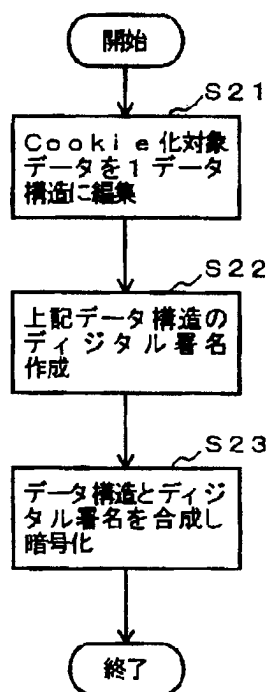 開始
S21
Cookie化対象
データを1データ
構造に編集
S22
上記データ構造の
ディジタル署名
作成
S23
データ構造とディジ
タル署名を合成し
暗号化
終了